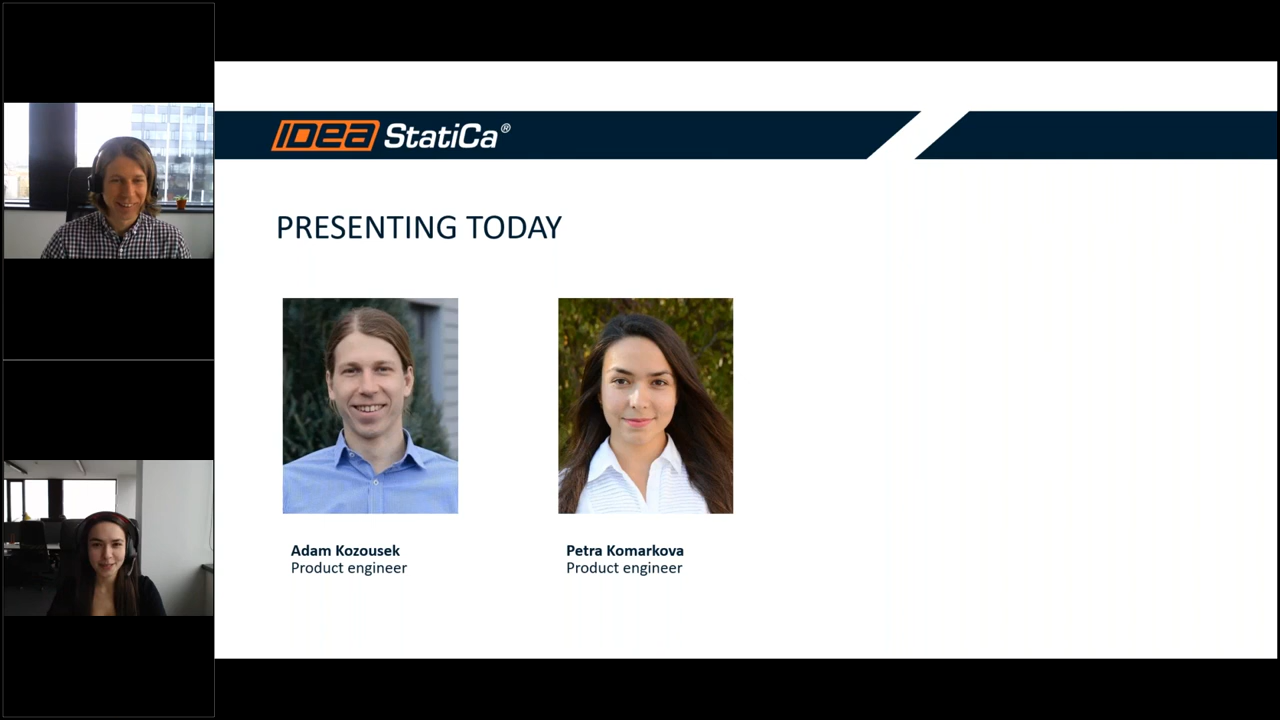 IDEA StatiCa®
PRESENTING TODAY
Adam Kozousek
Product engineer
Petra Komarkova
Product engineer